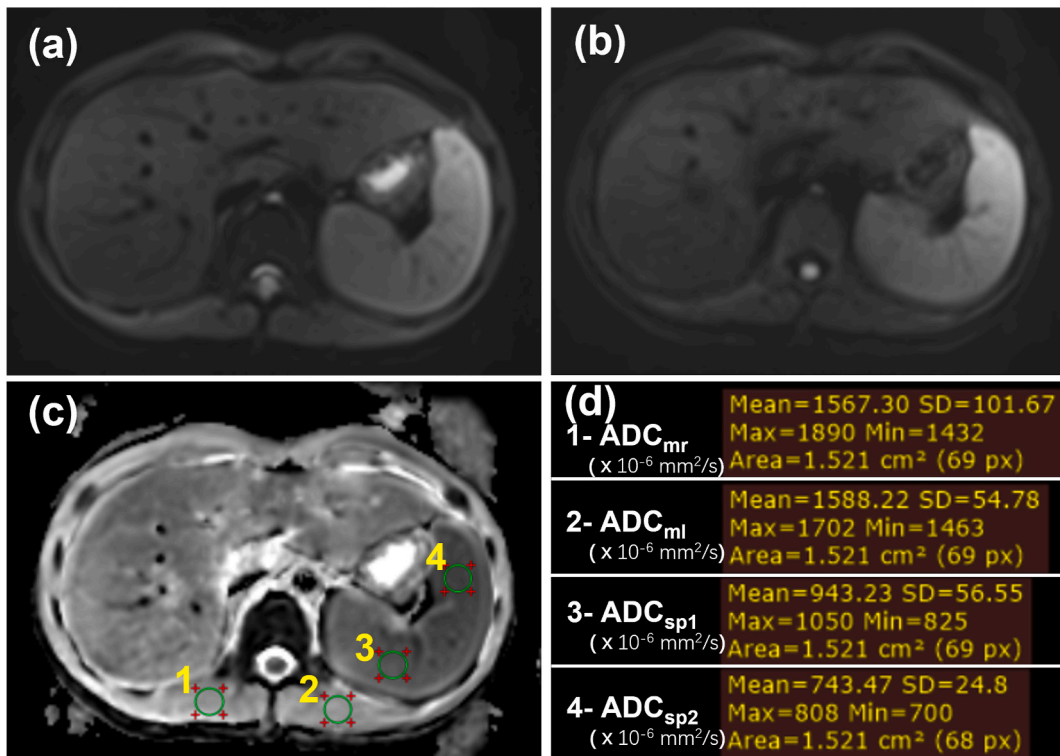 (a)
(b)
(c)
4
3
1
2
(d)
1- ADCmr
(x 10-6 mm2/s)
Mean=1567.30 SD=101.67
Max=1890 Min=1432
Area=1.521 cm² (69 px)
2- ADCml
(x 10-6 mm2/s)
Mean=1588.22 SD=54.78
Max=1702 Min=1463
Area=1.521 cm² (69 px)
3- ADCsp1
(x 10-6 mm2/s)
Mean=943.23 SD=56.55
Max=1050 Min=825
Area=1.521 cm² (69 px)
4- ADCsp2
(x 10-6 mm2/s)
Mean=743.47 SD=24.8
Max=808 Min=700
Area=1.521 cm² (68 px)